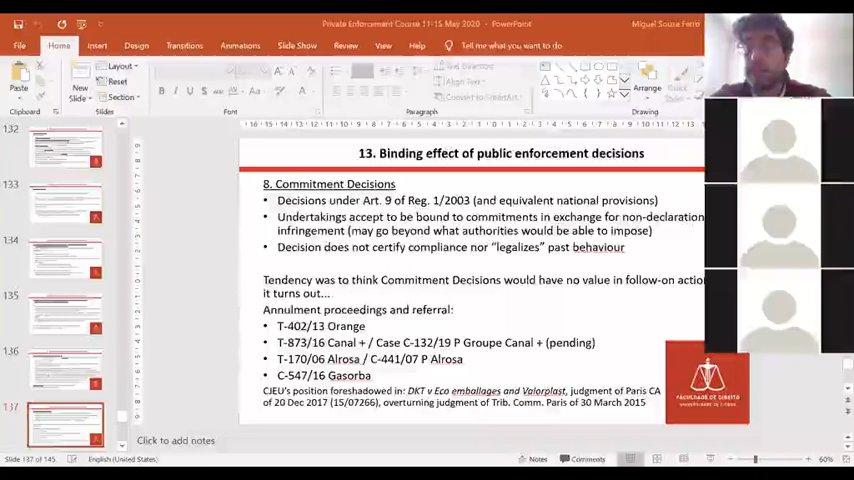 Private Enforcement Course 11-15 May 2020 - PowerPoint
Miguel Sousa Ferro
File Home Insert Design Transitions Animations Slide Show Review View Help Tell me what you want to do
Paste
New
Slide
Layout
Reset
Section
Text Direction
Align Text
Convert to SmartArt
Arrange
Quick
Clipboard Slides Font Paragraph Drawing
132
133
134
135
136
137
13. Binding effect of public enforcement decisions
8. Commitment Decisions
• Decisions under Art. 9 of Reg. 1/2003 (and equivalent national provisions)
• Undertakings accept to be bound to commitments in exchange for non-declaration
infringement (may go beyond what authorities would be able to impose)
• Decision does not certify compliance nor “legalizes” past behaviour
Tendency was to think Commitment Decisions would have no value in follow-on actio
it turns out...
Annulment proceedings and referral:
• T-402/13 Orange
• T-873/16 Canal + / Case C-132/19 P Groupe Canal + (pending)
• T-170/06 Alrosa / C-441/07 P Alrosa
• C-547/16 Gasorba
CJEU's position foreshadowed in: DKT v Eco emballages and Valorplast, judgment of Paris CA
of 20 Dec 2017 (15/07266), overturning judgment of Trib. Comm. Paris of 30 March 2015
FACULDADE DE DIREITO
Click to add notes
Slide 137 of 145 English (United States) Notes Comments 60%